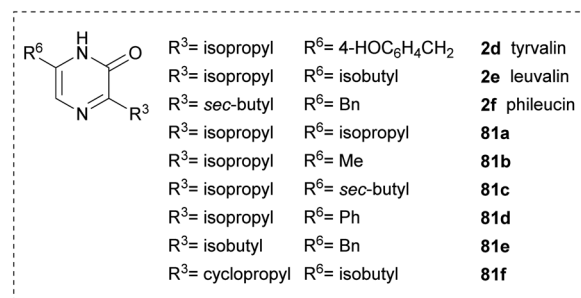 R⁶ NH O
N R³
R³= isopropyl R⁶= 4-HOC₆H₄CH₂ 2d tyrvalin
R³= isopropyl R⁶= isobutyl 2e leuvalin
R³= sec-butyl R⁶= Bn 2f phileucin
R³= isopropyl R⁶= isopropyl 81a
R³= isopropyl R⁶= Me 81b
R³= isopropyl R⁶= sec-butyl 81c
R³= isopropyl R⁶= Ph 81d
R³= isobutyl R⁶= Bn 81e
R³= cyclopropyl R⁶= isobutyl 81f